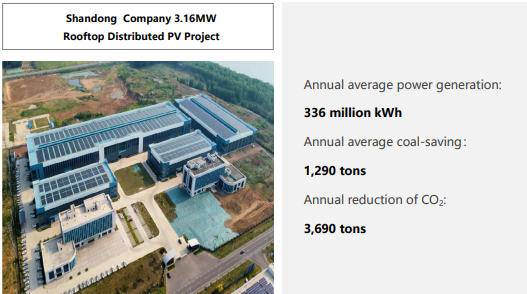 Shandong Company 3.16MW
Rooftop Distributed PV Project
Annual average power generation:
336 million kWh
Annual average coal-saving:
1,290 tons
Annual reduction of CO₂:
3,690 tons